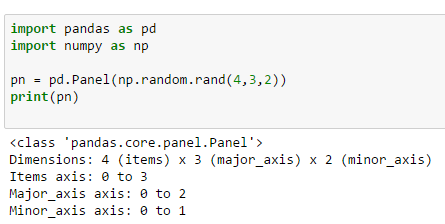 import pandas as pd
import numpy as np
pn = pd.Panel(np.random.rand(4,3,2))
print(pn)
<class 'pandas.core.panel.Panel'>
Dimensions: 4 (items) x 3 (major_axis) x 2 (minor_axis)
Items axis: 0 to 3
Major_axis axis: 0 to 2
Minor_axis axis: 0 to 1